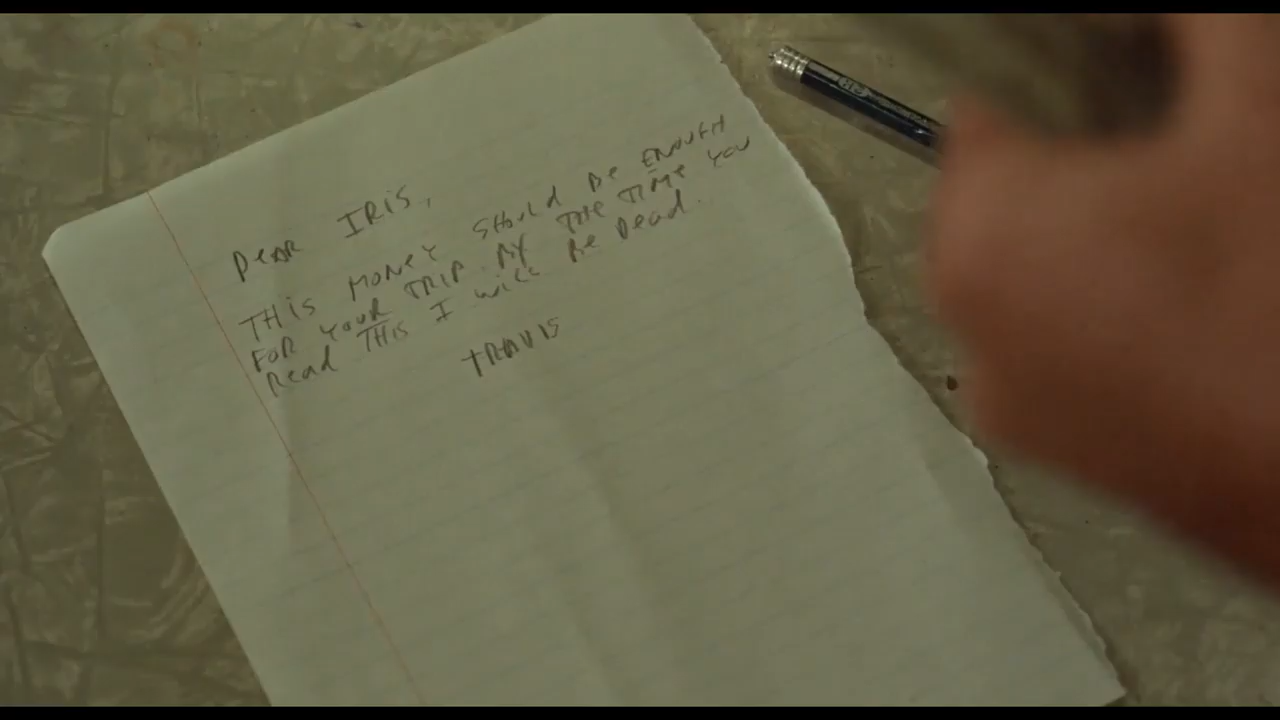 Dear IRIS,
THIS MONEY SHOULD BE ENOUGH
FOR YOUR TRIP. BY THE TIME YOU
Read THIS I WILL BE Dead.
TRAVIS